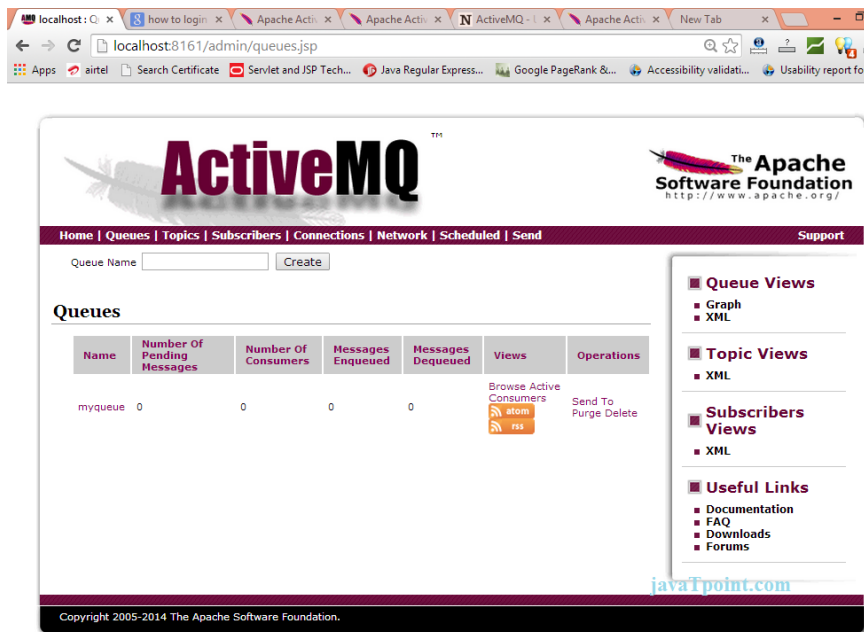 localhost : Q
how to login
Apache Activ
Apache Activ
ActiveMQ - U
Apache Activ
New Tab
localhost:8161/admin/queues.jsp
Apps
airtel
Search Certificate
Servlet and JSP Tech...
Java Regular Express...
Google PageRank &...
Accessibility validati...
Usability report fo
ActiveMQ
TM
The Apache
Software Foundation
http://www.apache.org/
Home | Queues | Topics | Subscribers | Connections | Network | Scheduled | Send
Support
Queue Name
Create
Queues
Name
Number Of Pending Messages
Number Of Consumers
Messages Enqueued
Messages Dequeued
Views
Operations
myqueue
0
0
0
0
Browse Active
Consumers
atom
rss
Send To
Purge Delete
Queue Views
Graph
XML
Topic Views
XML
Subscribers
Views
XML
Useful Links
Documentation
FAQ
Downloads
Forums
javaTpoint.com
Copyright 2005-2014 The Apache Software Foundation.